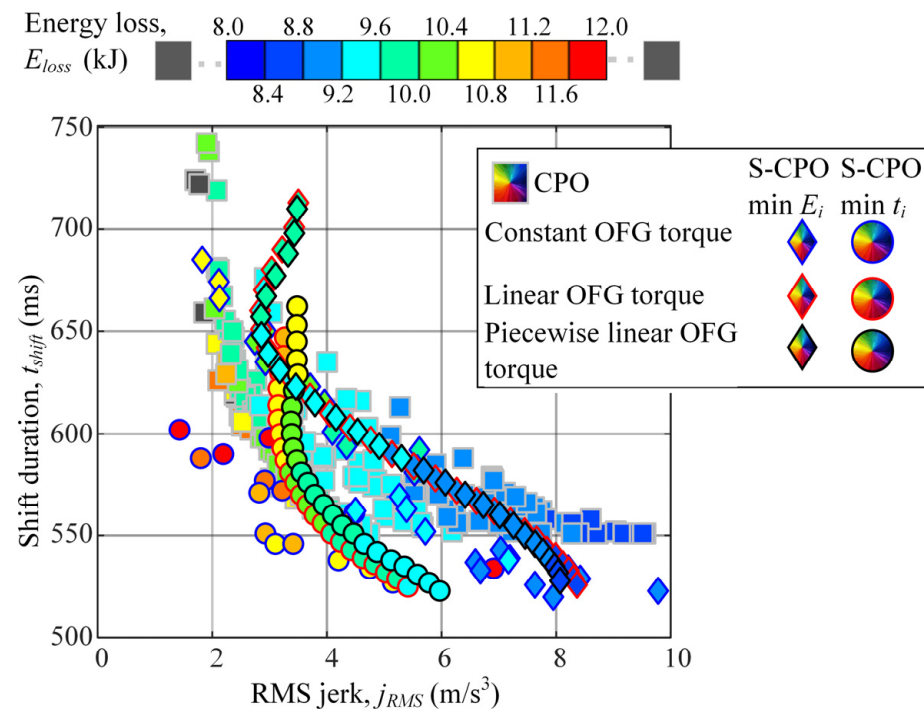 Energy loss,
E_loss (kJ)
8.0 8.8 9.6 10.4 11.2 12.0
8.4 9.2 10.0 10.8 11.6
750
700
650
600
550
500
0 2 4 6 8 10
Shift duration, t_shift (ms)
RMS jerk, j_RMS (m/s³)
CPO
S-CPO S-CPO
min E_i min t_i
Constant OFG torque
Linear OFG torque
Piecewise linear OFG
torque